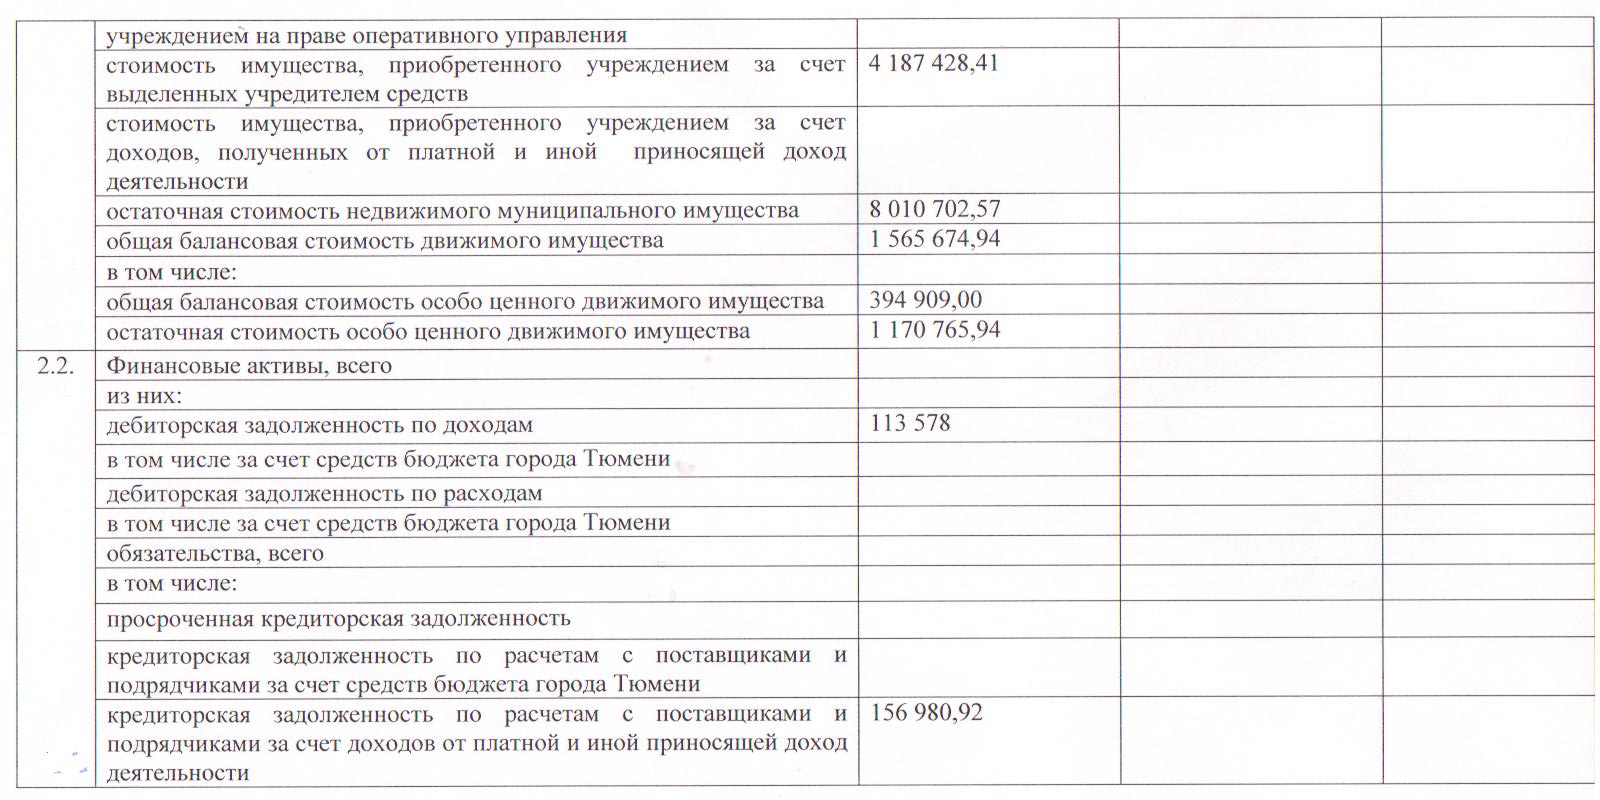 учреждением на праве оперативного управления
стоимость имущества, приобретенного учреждением за счет 4 187 428,41
выделенных учредителем средств
стоимость имущества, приобретенного учреждением за счет
доходов, полученных от платной и иной приносящей доход
деятельности
остаточная стоимость недвижимого муниципального имущества 8 010 702,57
общая балансовая стоимость движимого имущества 1 565 674,94
в том числе:
общая балансовая стоимость особо ценного движимого имущества 394 909,00
остаточная стоимость особо ценного движимого имущества 1 170 765,94
2.2. Финансовые активы, всего
из них:
дебиторская задолженность по доходам 113 578
в том числе за счет средств бюджета города Тюмени
дебиторская задолженность по расходам
в том числе за счет средств бюджета города Тюмени
обязательства, всего
в том числе:
просроченная кредиторская задолженность
кредиторская задолженность по расчетам с поставщиками и
подрядчиками за счет средств бюджета города Тюмени
кредиторская задолженность по расчетам с поставщиками и 156 980,92
подрядчиками за счет доходов от платной и иной приносящей доход
деятельности